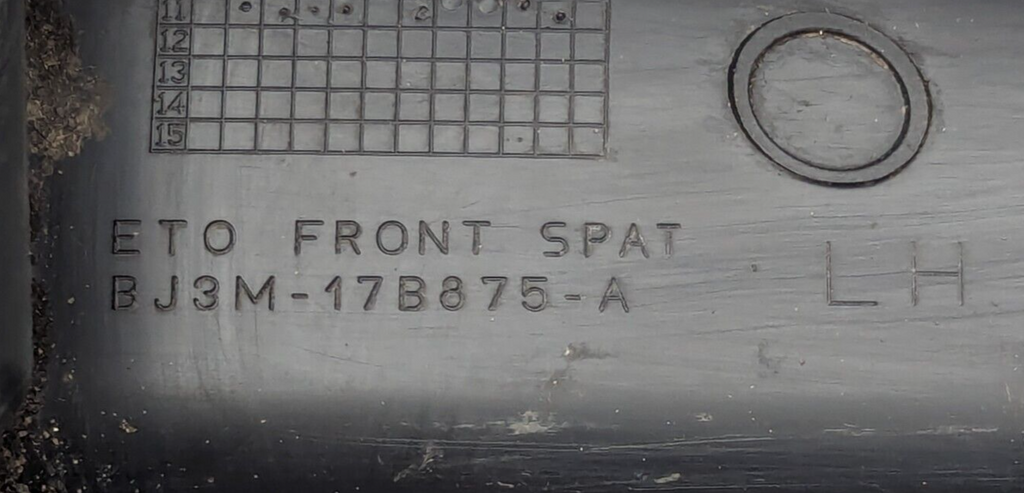 11
12
13
14
15
ETO FRONT SPAT
BJ3M-17B875-A
LH